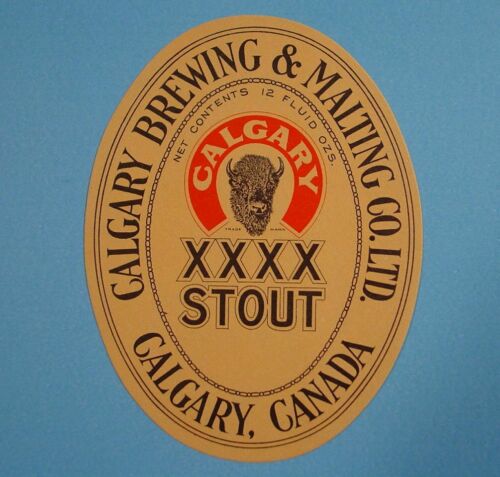 CALGARY BREWING & MALTING CO. LTD.
NET CONTENTS 12 FLUID OZS.
CALGARY
TRADE MARK
XXXX
STOUT
CALGARY, CANADA